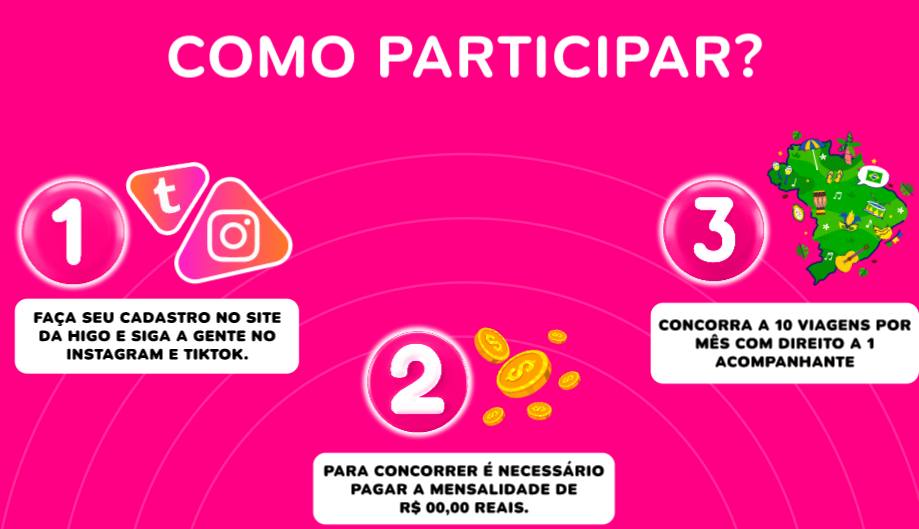 COMO PARTICIPAR?
1
t
FAÇA SEU CADASTRO NO SITE
DA HIGO E SIGA A GENTE NO
INSTAGRAM E TIKTOK.
2
PARA CONCORRER É NECESSÁRIO
PAGAR A MENSALIDADE DE
R$ 00,00 REAIS.
3
CONCORRA A 10 VIAGENS POR
MÊS COM DIREITO A 1
ACOMPANHANTE